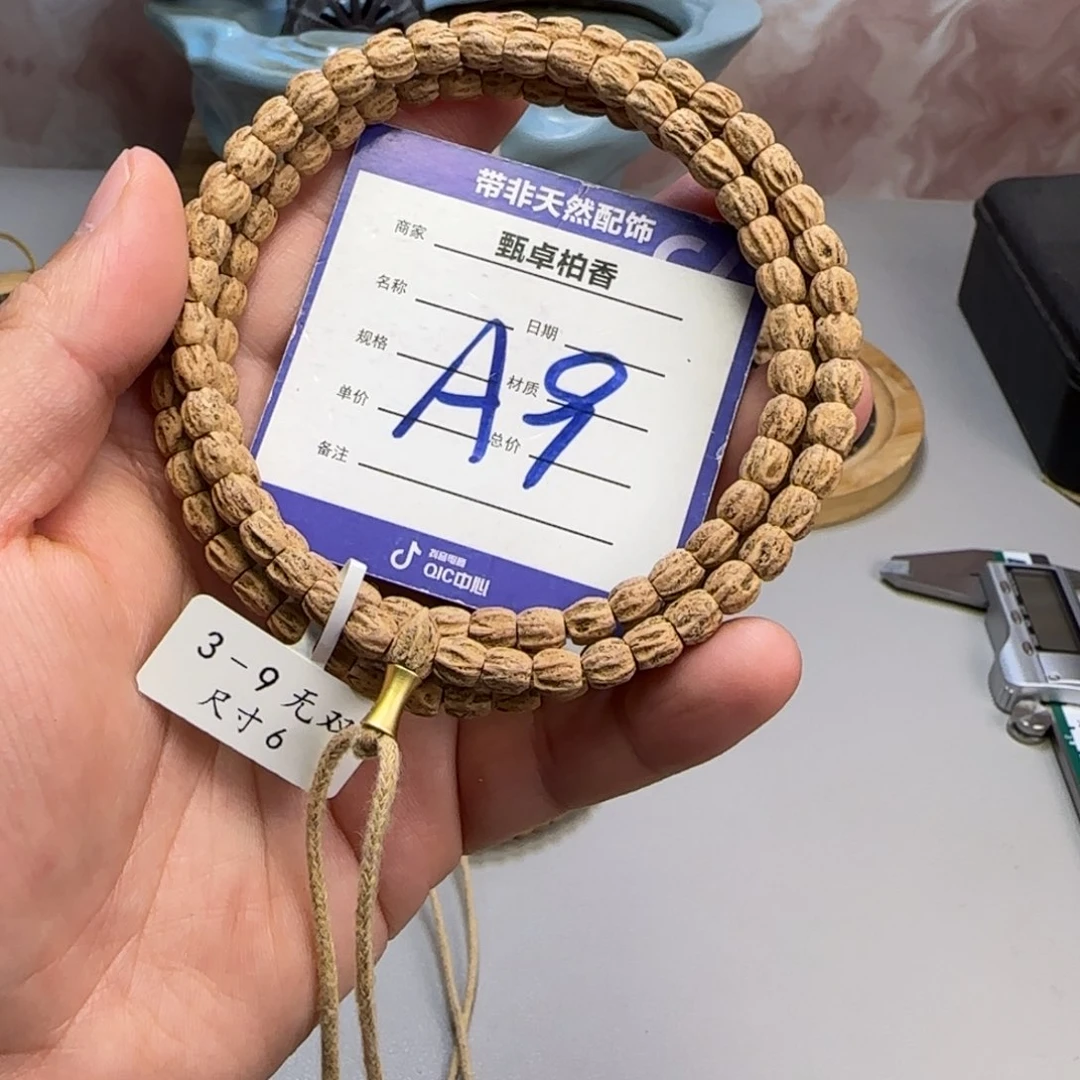 带非天然配饰
商家 甄卓柏香
名称
日期
规格
材质
单价
总价
备注
A9
抖音电商
QIC中心
3-9无双
尺寸6